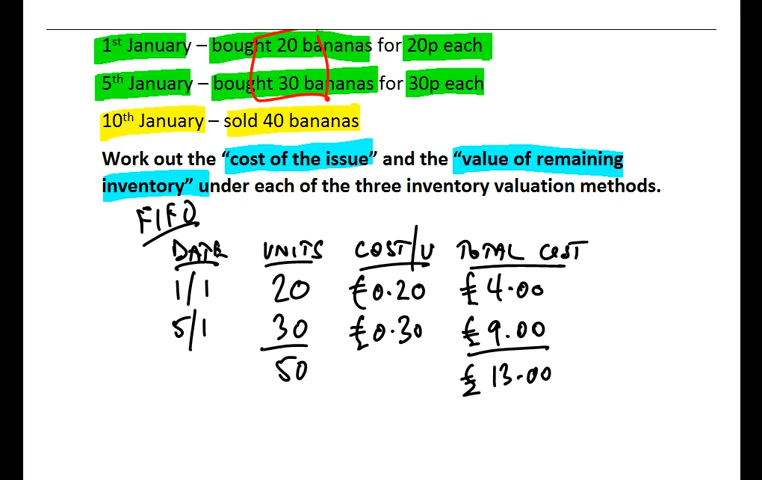 1st January – bought 20 bananas for 20p each
5th January – bought 30 bananas for 30p each
10th January – sold 40 bananas
Work out the “cost of the issue” and the “value of remaining
inventory” under each of the three inventory valuation methods.
FIFO
DATE UNITS COST/U TOTAL COST
1/1 20 £0.20 £4.00
5/1 30 £0.30 £9.00
50 £13.00